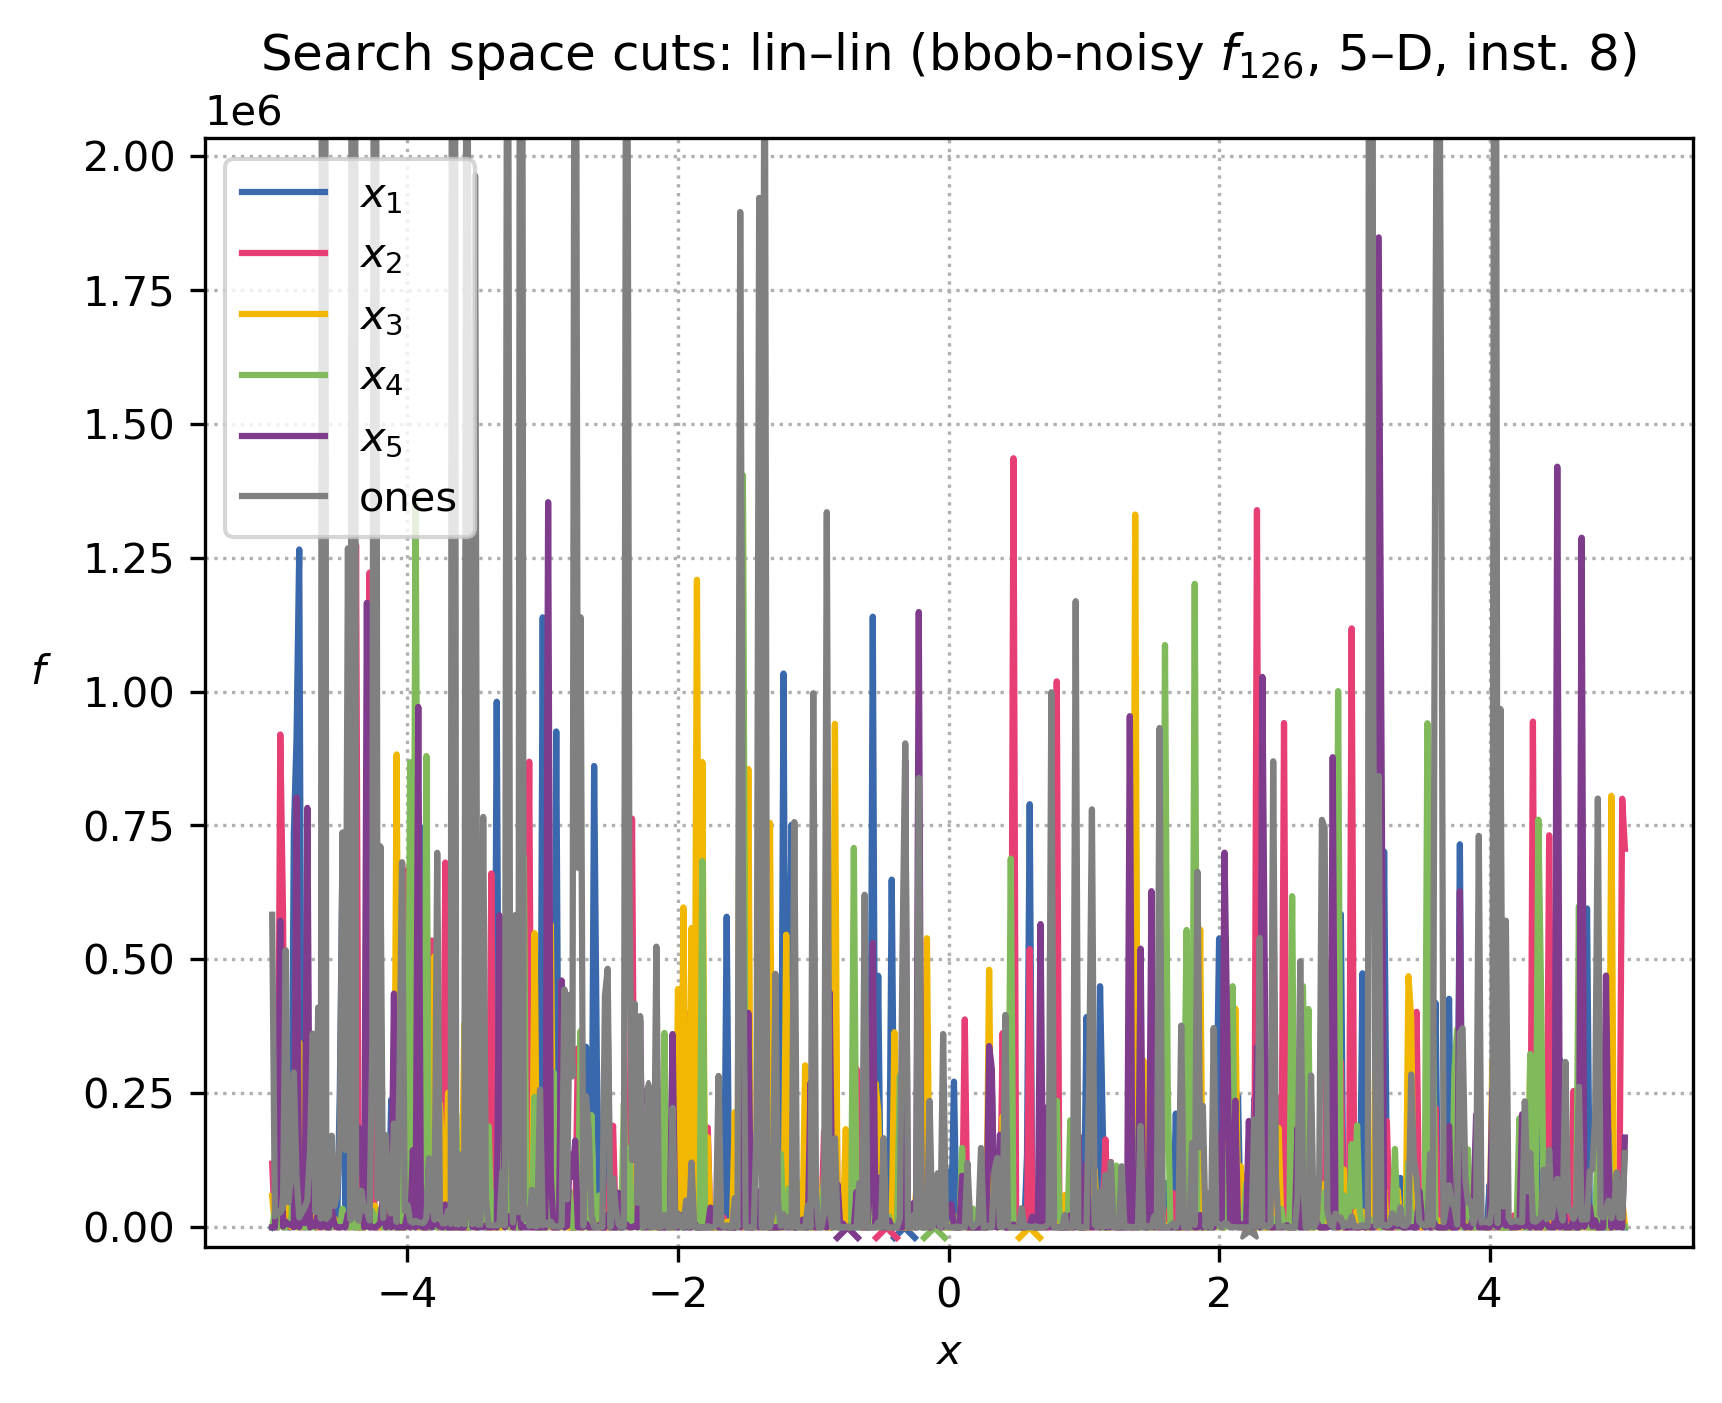 Search space cuts: lin–lin (bbob-noisy f₁₂₆, 5–D, inst. 8)
1e6
2.00
1.75
1.50
1.25
1.00
0.75
0.50
0.25
0.00
f
x₁
x₂
x₃
x₄
x₅
ones
−4 −2 0 2 4
x